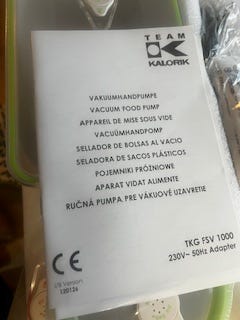 TEAM
KALORIK
VAKUUMHANDPUMPE
VACUUM FOOD PUMP
APPAREIL DE MISE SOUS VIDE
VACUÜMHANDPOMP
SELLADOR DE BOLSAS AL VACIO
SELADORA DE SACOS PLÁSTICOS
POJEMNIKI PRÓŻNIOWE
APARAT VIDAT ALIMENTE
RUČNÁ PUMPA PRE VÁKUOVÉ UZAVRETIE
TKG FSV 1000
230V~ 50Hz Adapter
CE
I/B Version
120126